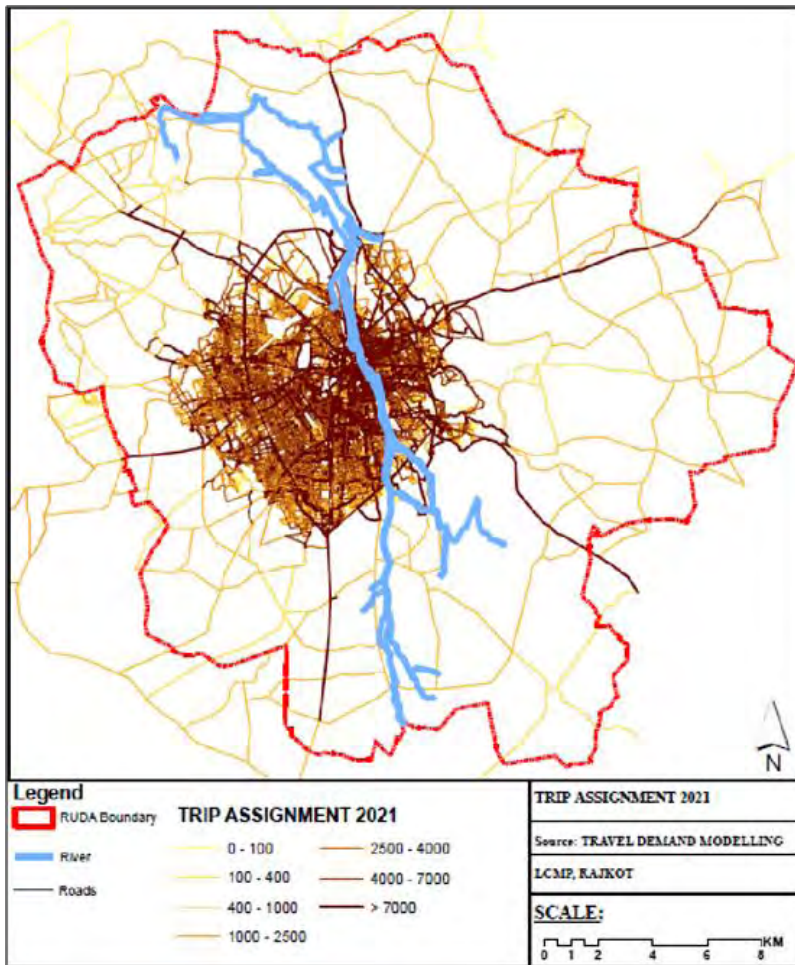 N
Legend
RUDA Boundary
River
Roads
TRIP ASSIGNMENT 2021
0 - 100
100 - 400
400 - 1000
1000 - 2500
2500 - 4000
4000 - 7000
> 7000
TRIP ASSIGNMENT 2021
Source: TRAVEL DEMAND MODELLING
LCMP, RAJKOT
SCALE:
KM
0 1 2 4 6 8